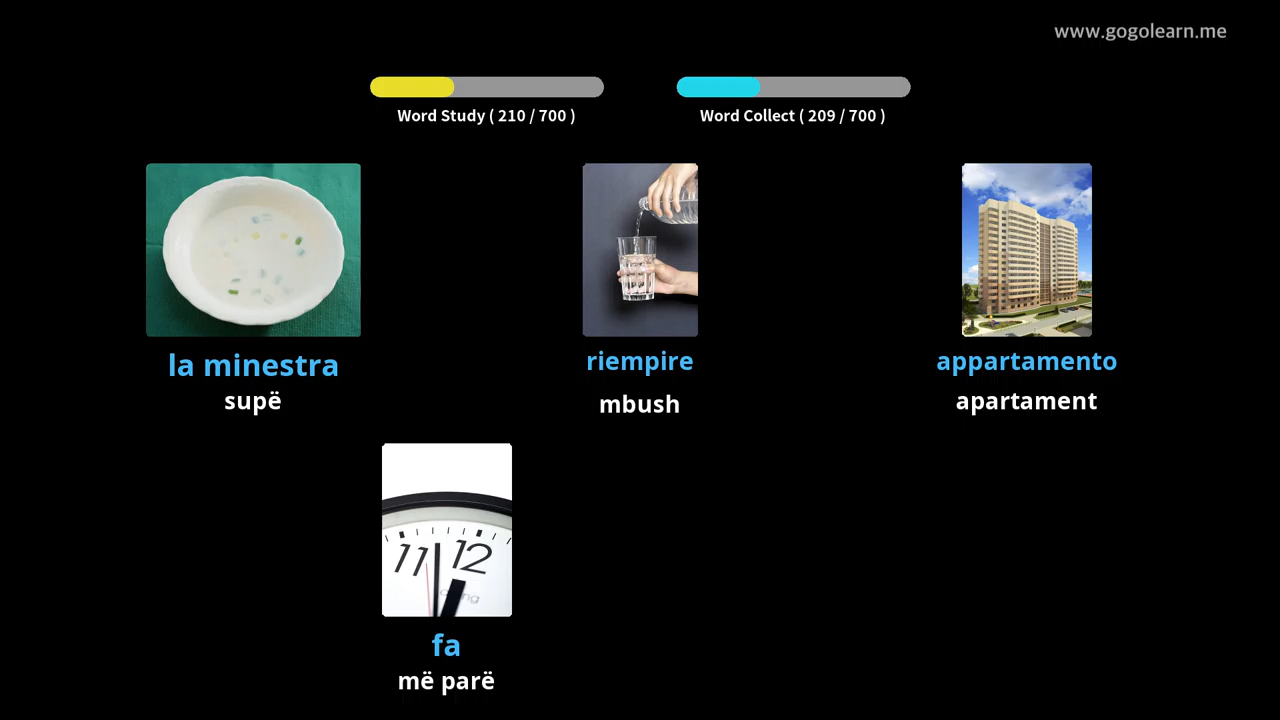 www.gogolearn.me
Word Study ( 210 / 700 )
Word Collect ( 209 / 700 )
la minestra
supë
riempire
mbush
appartamento
apartament
11 12
fa
më parë